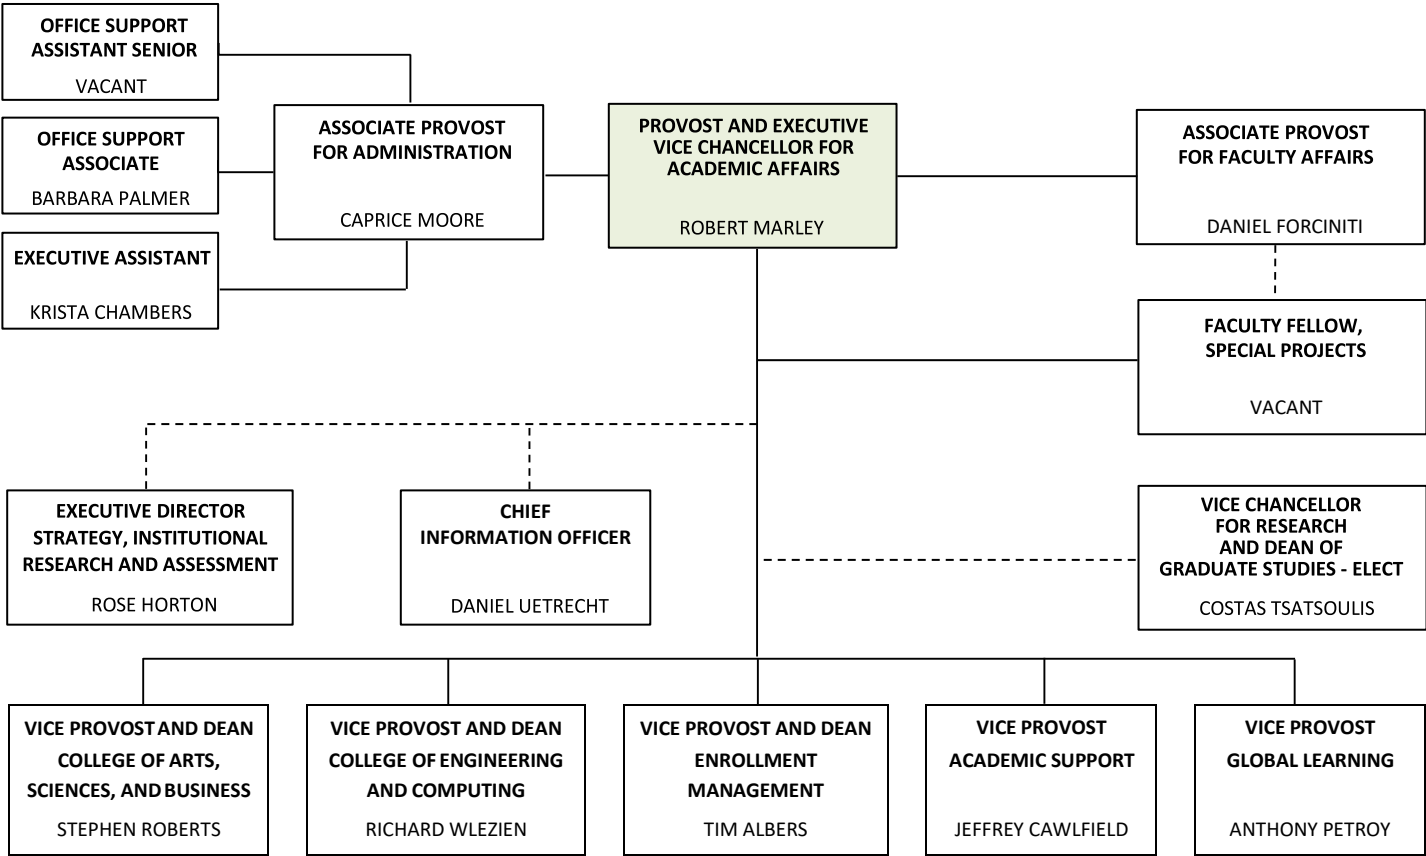 OFFICE SUPPORT
ASSISTANT SENIOR
VACANT
OFFICE SUPPORT
ASSOCIATE
BARBARA PALMER
EXECUTIVE ASSISTANT
KRISTA CHAMBERS
ASSOCIATE PROVOST
FOR ADMINISTRATION
CAPRICE MOORE
PROVOST AND EXECUTIVE
VICE CHANCELLOR FOR
ACADEMIC AFFAIRS
ROBERT MARLEY
ASSOCIATE PROVOST
FOR FACULTY AFFAIRS
DANIEL FORCINITI
FACULTY FELLOW,
SPECIAL PROJECTS
VACANT
EXECUTIVE DIRECTOR
STRATEGY, INSTITUTIONAL
RESEARCH AND ASSESSMENT
ROSE HORTON
CHIEF
INFORMATION OFFICER
DANIEL UETRECHT
VICE CHANCELLOR
FOR RESEARCH
AND DEAN OF
GRADUATE STUDIES - ELECT
COSTAS TSATSOULIS
VICE PROVOST AND DEAN
COLLEGE OF ARTS,
SCIENCES, AND BUSINESS
STEPHEN ROBERTS
VICE PROVOST AND DEAN
COLLEGE OF ENGINEERING
AND COMPUTING
RICHARD WLEZIEN
VICE PROVOST AND DEAN
ENROLLMENT
MANAGEMENT
TIM ALBERS
VICE PROVOST
ACADEMIC SUPPORT
JEFFREY CAWLFIELD
VICE PROVOST
GLOBAL LEARNING
ANTHONY PETROY